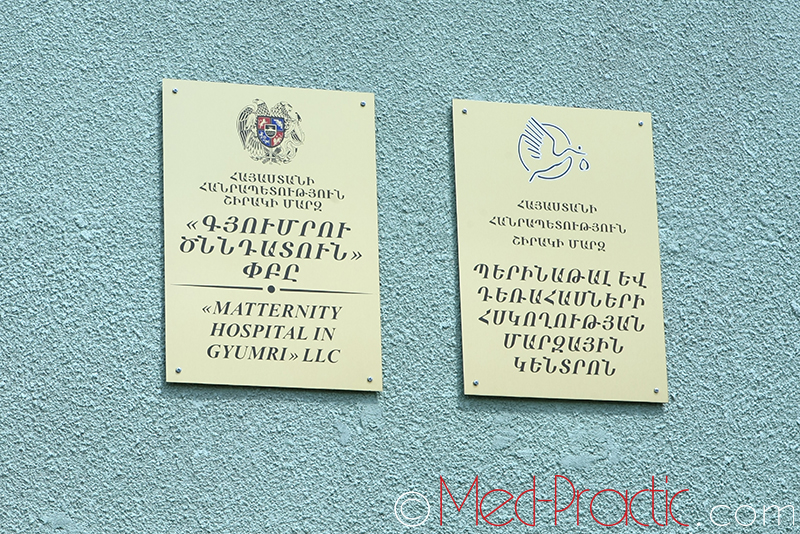 ՀԱՅԱՍՏԱՆԻ
ՀԱՆՐԱՊԵՏՈՒԹՅՈՒՆ
ՇԻՐԱԿԻ ՄԱՐԶ
«ԳՅՈՒՄՐՈՒ
ԾՆՆԴԱՏՈՒՆ»
ՓԲԸ
«MATTERNITY
HOSPITAL IN
GYUMRI» LLC
ՀԱՅԱՍՏԱՆԻ
ՀԱՆՐԱՊԵՏՈՒԹՅՈՒՆ
ՇԻՐԱԿԻ ՄԱՐԶ
ՊԵՐԻՆԱԹԱԼ ԵՎ
ԴԵՌԱՀԱՍՆԵՐԻ
ՀՍԿՈՂՈՒԹՅԱՆ
ՄԱՐԶԱՅԻՆ
ԿԵՆՏՐՈՆ
© Med-Practic.com